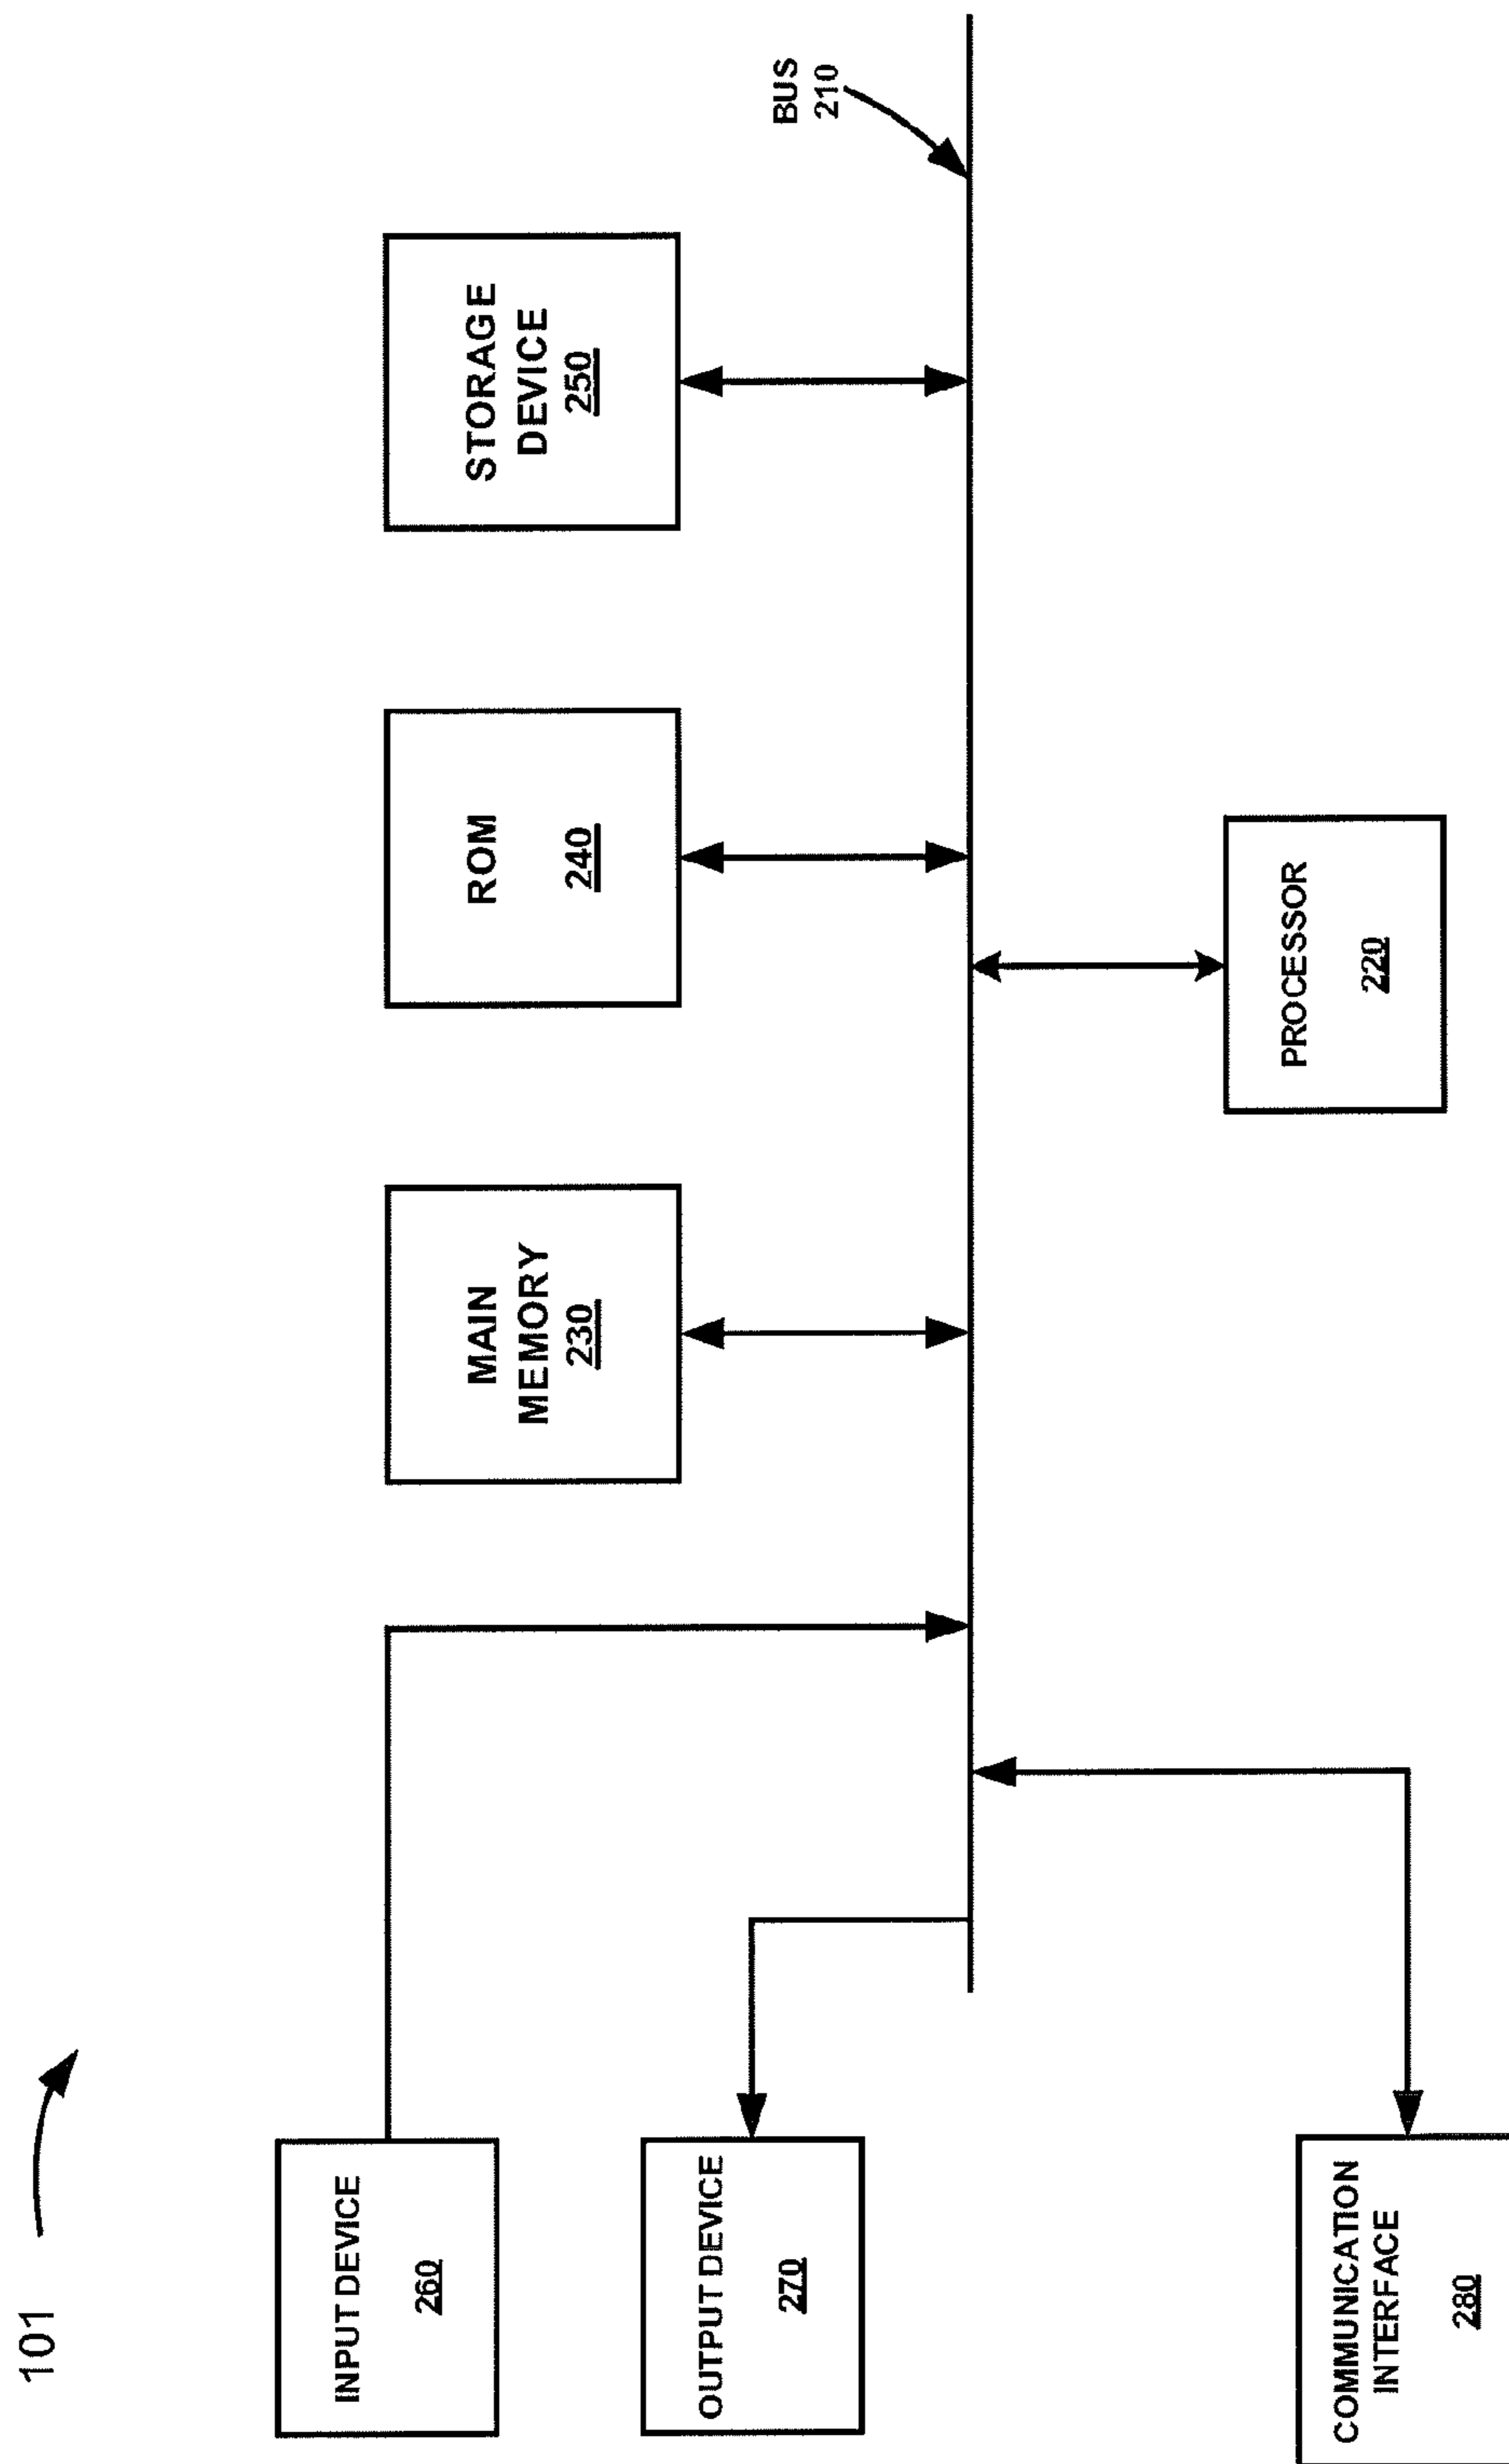 101
INPUT DEVICE
260
OUTPUT DEVICE
270
COMMUNICATION
INTERFACE
280
MAIN
MEMORY
230
ROM
240
STORAGE
DEVICE
250
PROCESSOR
220
BUS
210